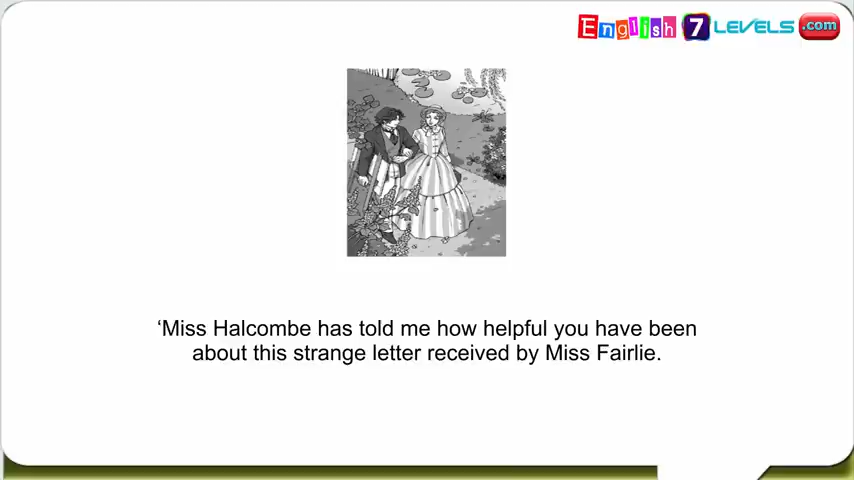 English 7 LEVELS .com
‘Miss Halcombe has told me how helpful you have been
about this strange letter received by Miss Fairlie.